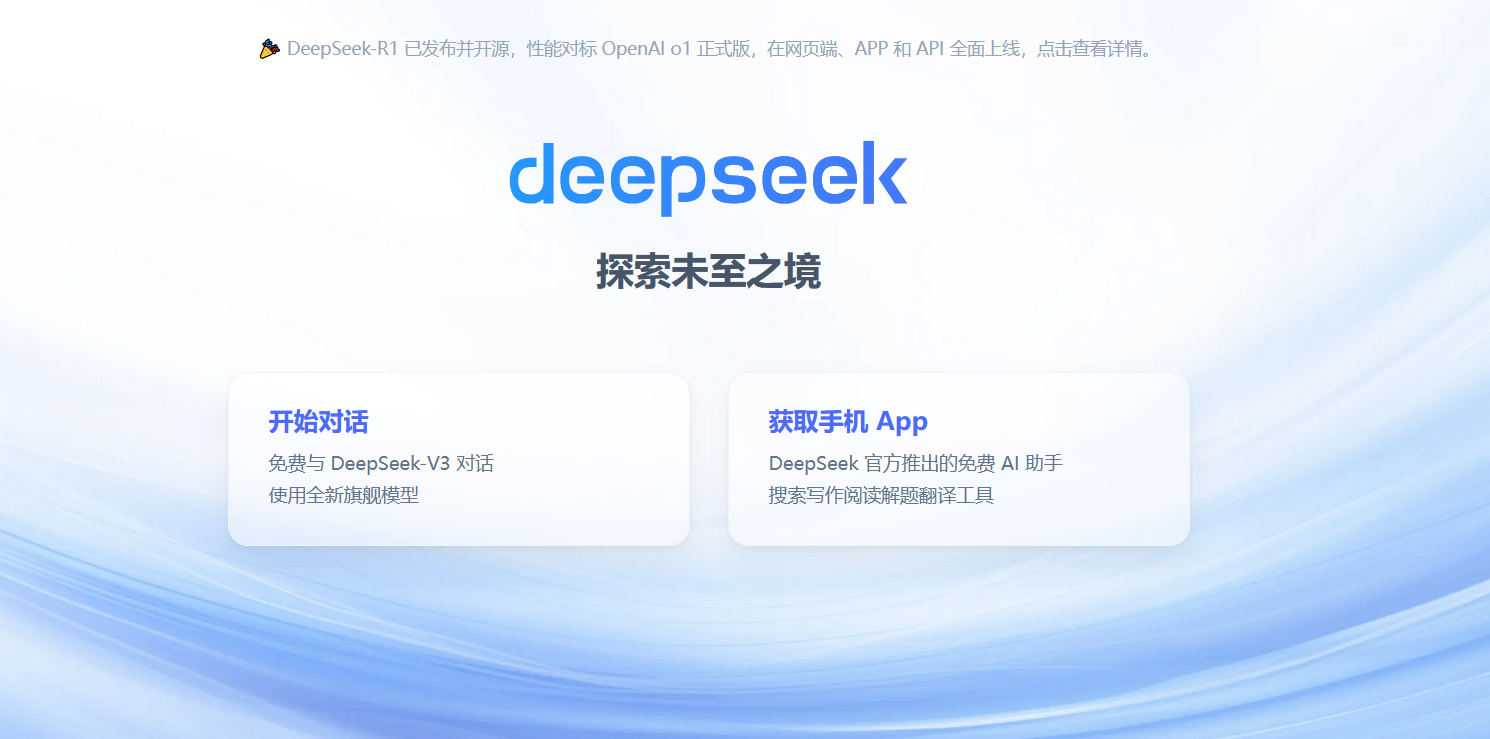 🎉 DeepSeek-R1 已发布并开源，性能对标 OpenAI o1 正式版，在网页端、APP 和 API 全面上线，点击查看详情。
deepseek
探索未至之境
开始对话
免费与 DeepSeek-V3 对话
使用全新旗舰模型
获取手机 App
DeepSeek 官方推出的免费 AI 助手
搜索写作阅读解题翻译工具